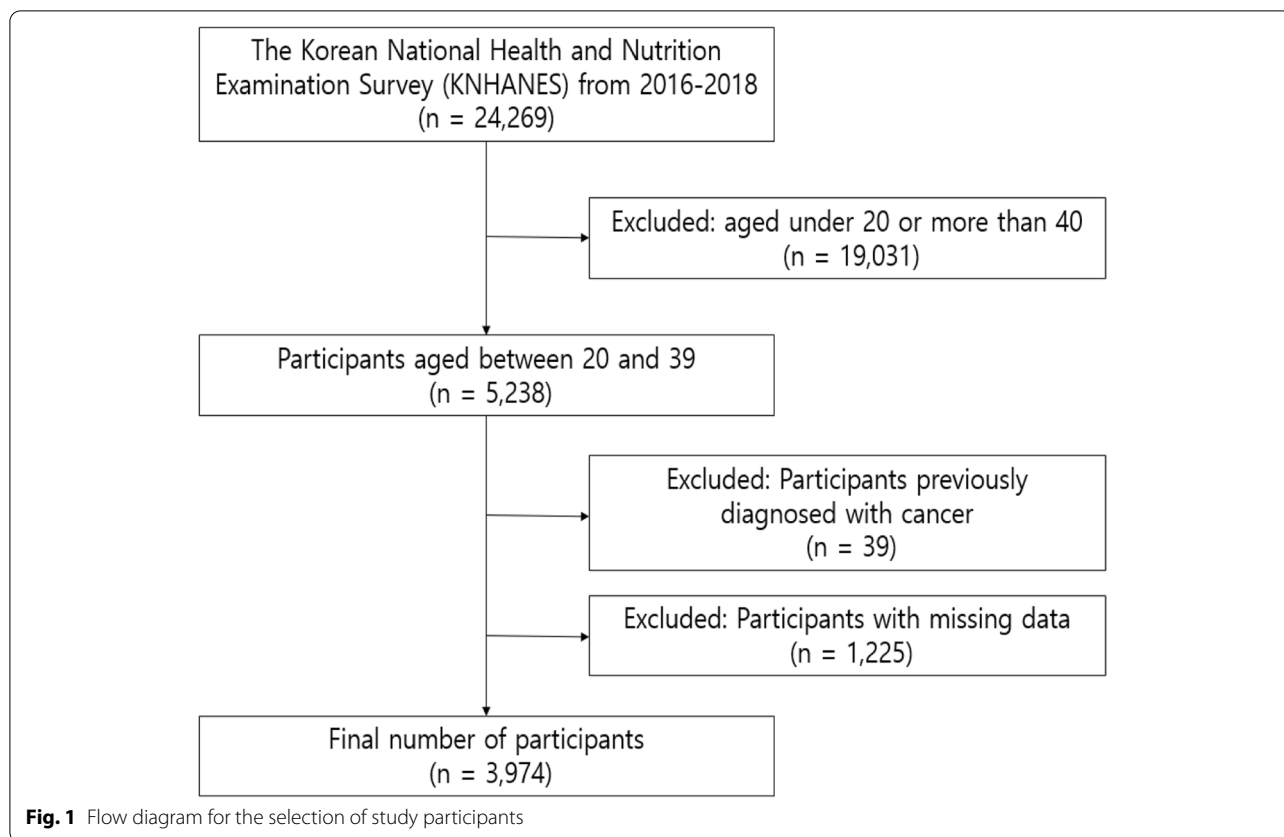 The Korean National Health and Nutrition
Examination Survey (KNHANES) from 2016-2018
(n = 24,269)
Excluded: aged under 20 or more than 40
(n = 19,031)
Participants aged between 20 and 39
(n = 5,238)
Excluded: Participants previously
diagnosed with cancer
(n = 39)
Excluded: Participants with missing data
(n = 1,225)
Final number of participants
(n = 3,974)
Fig. 1 Flow diagram for the selection of study participants